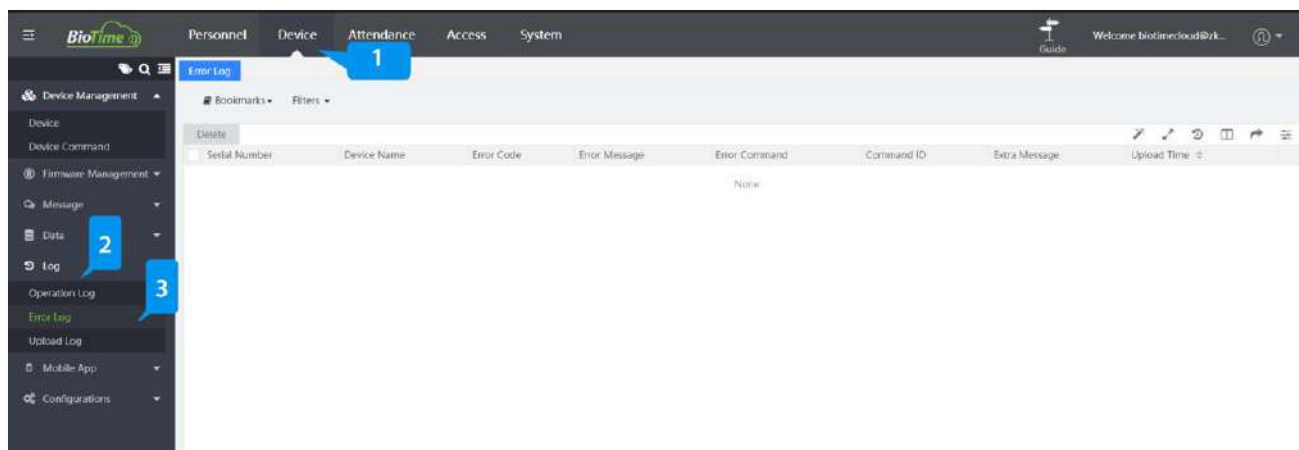 BioTime
Personnel Device Attendance Access System
Guide
Welcome biotimecloud@zk...
1
Error Log
Device Management
Bookmarks Filters
Device
Delete
Device Command
Serial Number Device Name Error Code Error Message Error Command Command ID Extra Message Upload Time
None
Firmware Management
Message
Data
2
Log
Operation Log
3
Error Log
Upload Log
Mobile App
Configurations